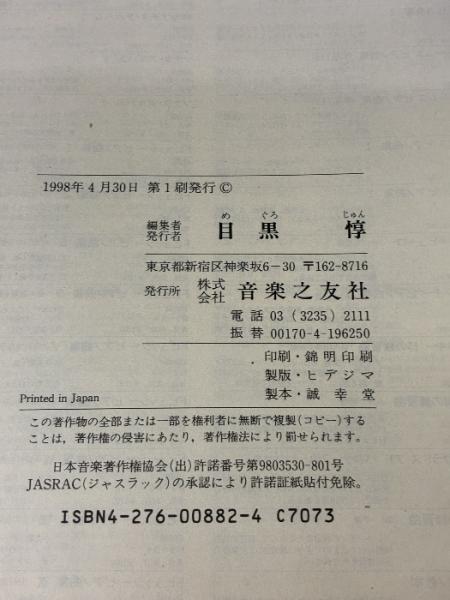 1998年4月30日 第1刷発行 ©
めぐろ じゅん
編集者
発行者 目黒 惇
東京都新宿区神楽坂6－30 〒162-8716
発行所 株式会社 音楽之友社
電話 03 (3235) 2111
振替 00170-4-196250
印刷・錦明印刷
製版・ヒデジマ
Printed in Japan 製本・誠幸堂
この著作物の全部または一部を権利者に無断で複製(コピー)する
ことは，著作権の侵害にあたり，著作権法により罰せられます．
日本音楽著作権協会(出)許諾番号第9803530-801号
JASRAC(ジャスラック)の承認により許諾証紙貼付免除。
ISBN4-276-00882-4 C7073